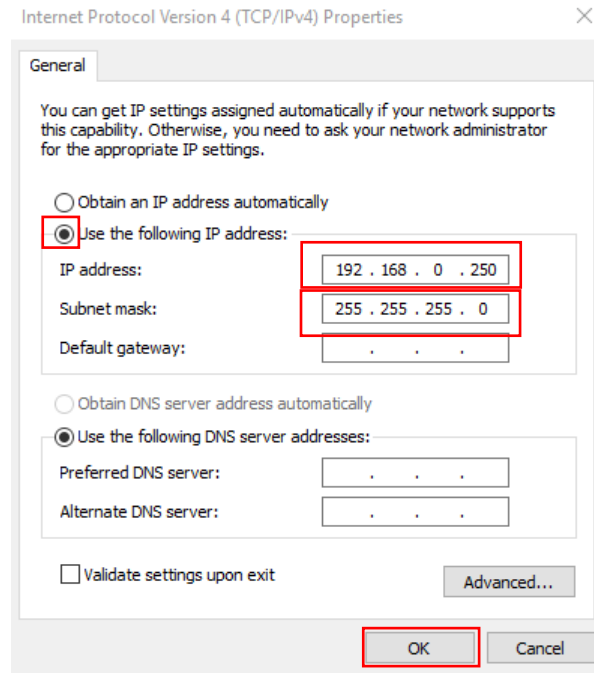 Internet Protocol Version 4 (TCP/IPv4) Properties
General
You can get IP settings assigned automatically if your network supports
this capability. Otherwise, you need to ask your network administrator
for the appropriate IP settings.
Obtain an IP address automatically
Use the following IP address:
IP address: 192 . 168 . 0 . 250
Subnet mask: 255 . 255 . 255 . 0
Default gateway: . . .
Obtain DNS server address automatically
Use the following DNS server addresses:
Preferred DNS server: . . .
Alternate DNS server: . . .
Validate settings upon exit Advanced...
OK Cancel